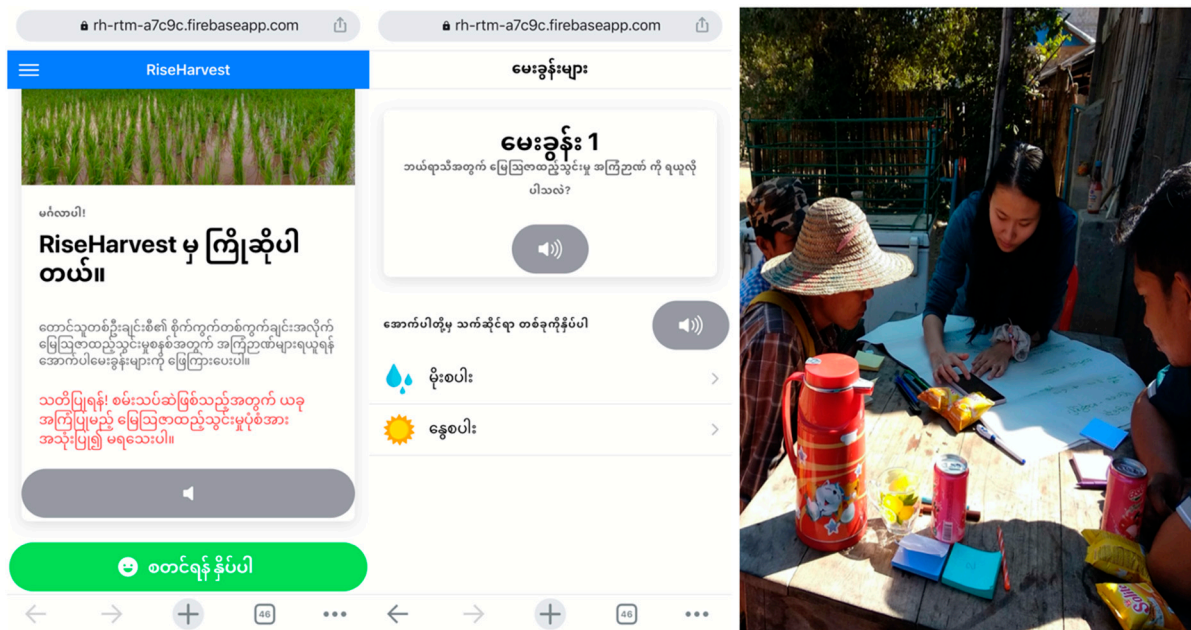 rh-rtm-a7c9c.firebaseapp.com
RiseHarvest
မင်္ဂလာပါ!
RiseHarvest မှ ကြိုဆိုပါ
တယ်။
တောင်သူတစ်ဦးချင်းစီ၏ စိုက်ကွက်တစ်ကွက်ချင်းအလိုက်
မြေဩဇာထည့်သွင်းမှုစနစ်အတွက် အကြံဉာဏ်များရယူရန်
အောက်ပါမေးခွန်းများကို ဖြေကြားပေးပါ။
သတိပြုရန်! စမ်းသပ်ဆဲဖြစ်သည့်အတွက် ယခု
အကြံပြုမည့် မြေဩဇာထည့်သွင်းမှုပုံစံအား
အသုံးပြု၍ မရသေးပါ။
စတင်ရန် နှိပ်ပါ
46
rh-rtm-a7c9c.firebaseapp.com
မေးခွန်းများ
မေးခွန်း 1
ဘယ်ရာသီအတွက် မြေဩဇာထည့်သွင်းမှု အကြံဉာဏ် ကို ရယူလို
ပါသလဲ?
အောက်ပါတို့မှ သက်ဆိုင်ရာ တစ်ခုကိုနှိပ်ပါ
မိုးစပါး
နွေစပါး
46